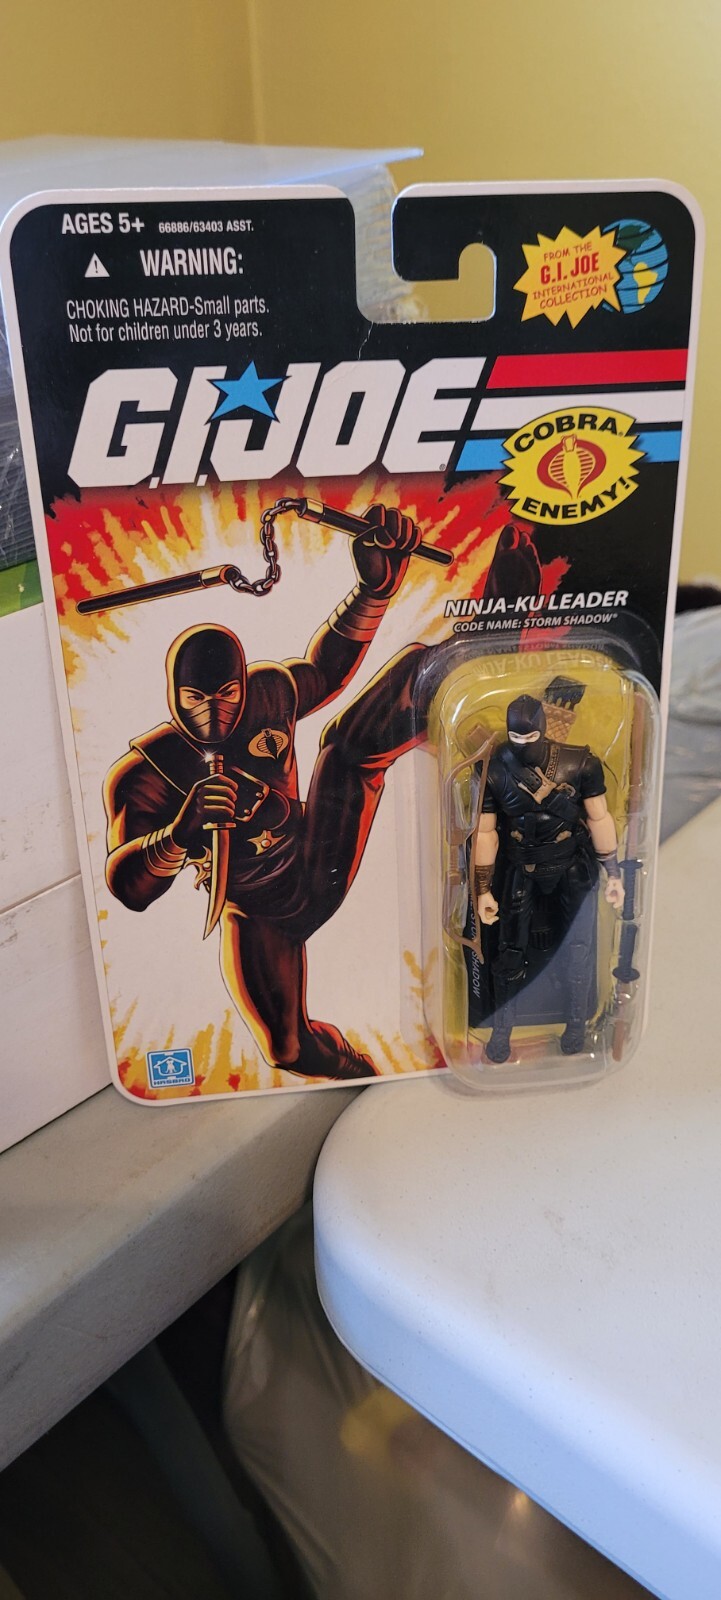 AGES 5+ 66886/63403 ASST.
WARNING:
CHOKING HAZARD-Small parts.
Not for children under 3 years.
FROM THE
G.I. JOE
INTERNATIONAL
COLLECTION
G.I. JOE
COBRA
ENEMY!
NINJA-KU LEADER
CODE NAME: STORM SHADOW
HASBRO